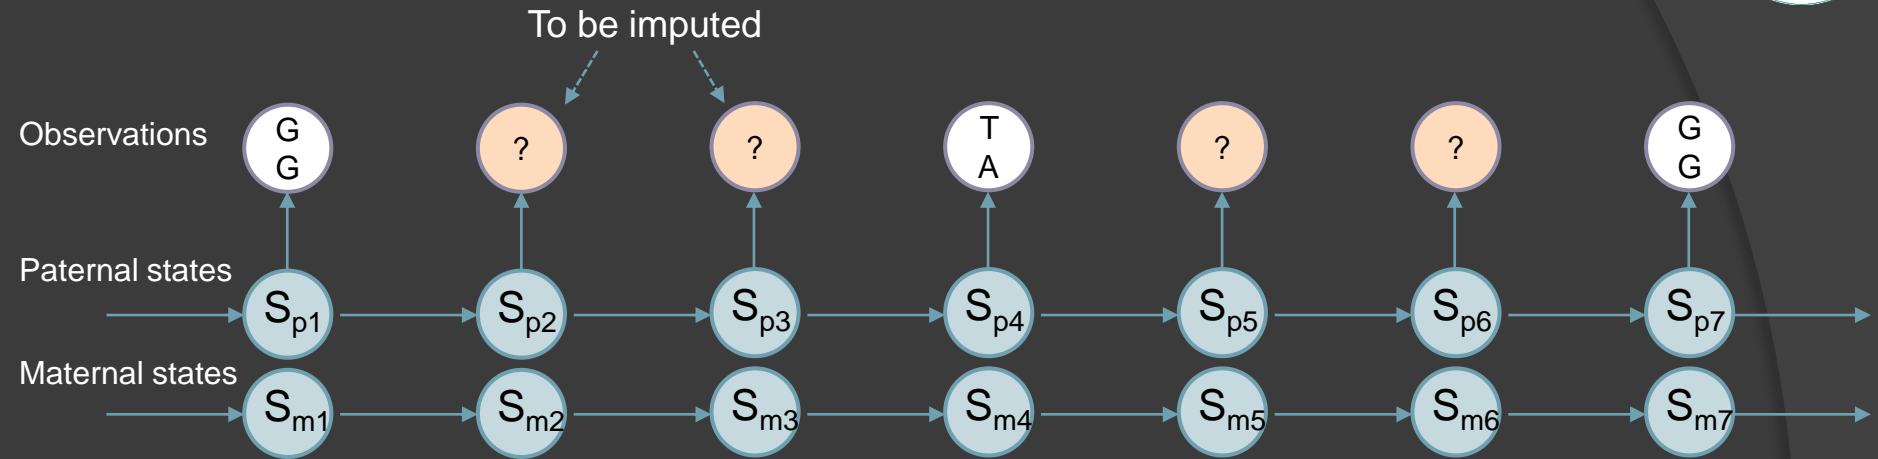 To be imputed
Observations
G
G
?
?
T
A
?
?
G
G
Paternal states
Sp1
Sp2
Sp3
Sp4
Sp5
Sp6
Sp7
Maternal states
Sm1
Sm2
Sm3
Sm4
Sm5
Sm6
Sm7